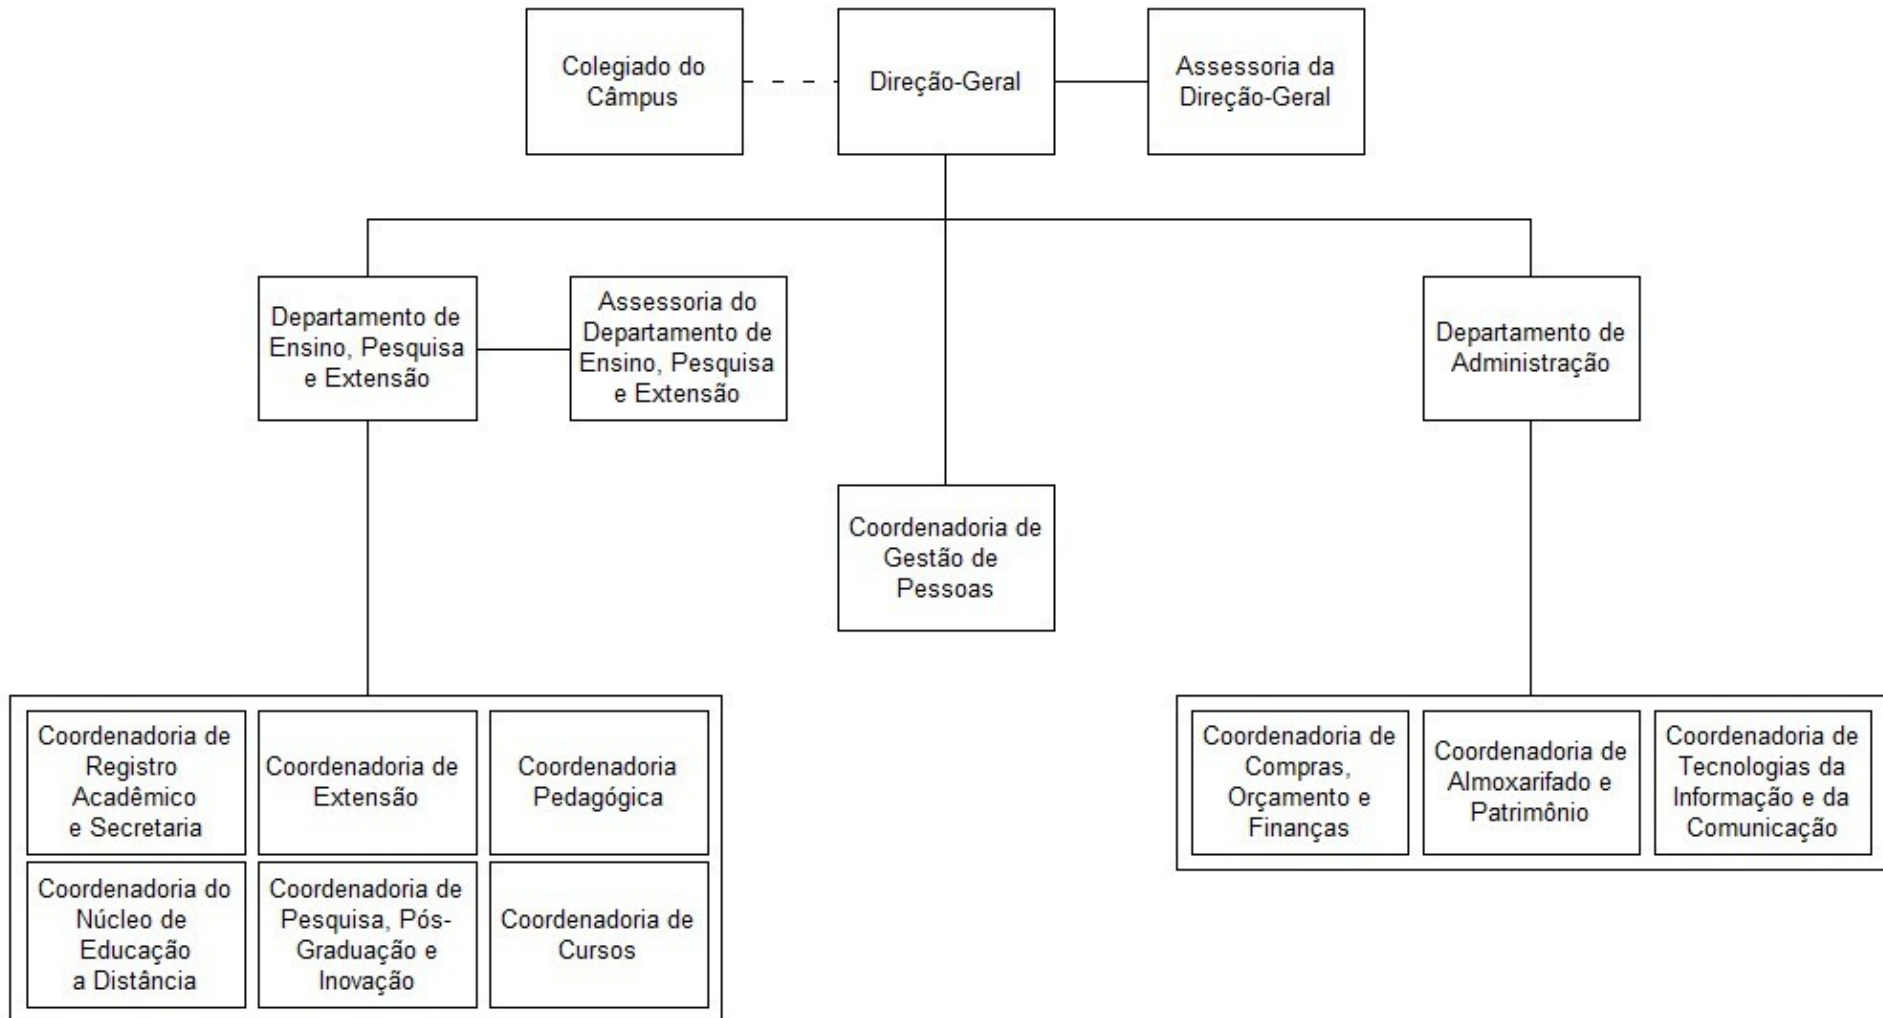 Colegiado do
Câmpus
Direção-Geral
Assessoria da
Direção-Geral
Departamento de
Ensino, Pesquisa
e Extensão
Assessoria do
Departamento de
Ensino, Pesquisa
e Extensão
Departamento de
Administração
Coordenadoria de
Gestão de
Pessoas
Coordenadoria de
Registro
Acadêmico
e Secretaria
Coordenadoria de
Extensão
Coordenadoria
Pedagógica
Coordenadoria do
Núcleo de
Educação
a Distância
Coordenadoria de
Pesquisa, Pós-
Graduação e
Inovação
Coordenadoria de
Cursos
Coordenadoria de
Compras,
Orçamento e
Finanças
Coordenadoria de
Almoxarifado e
Patrimônio
Coordenadoria de
Tecnologias da
Informação e da
Comunicação